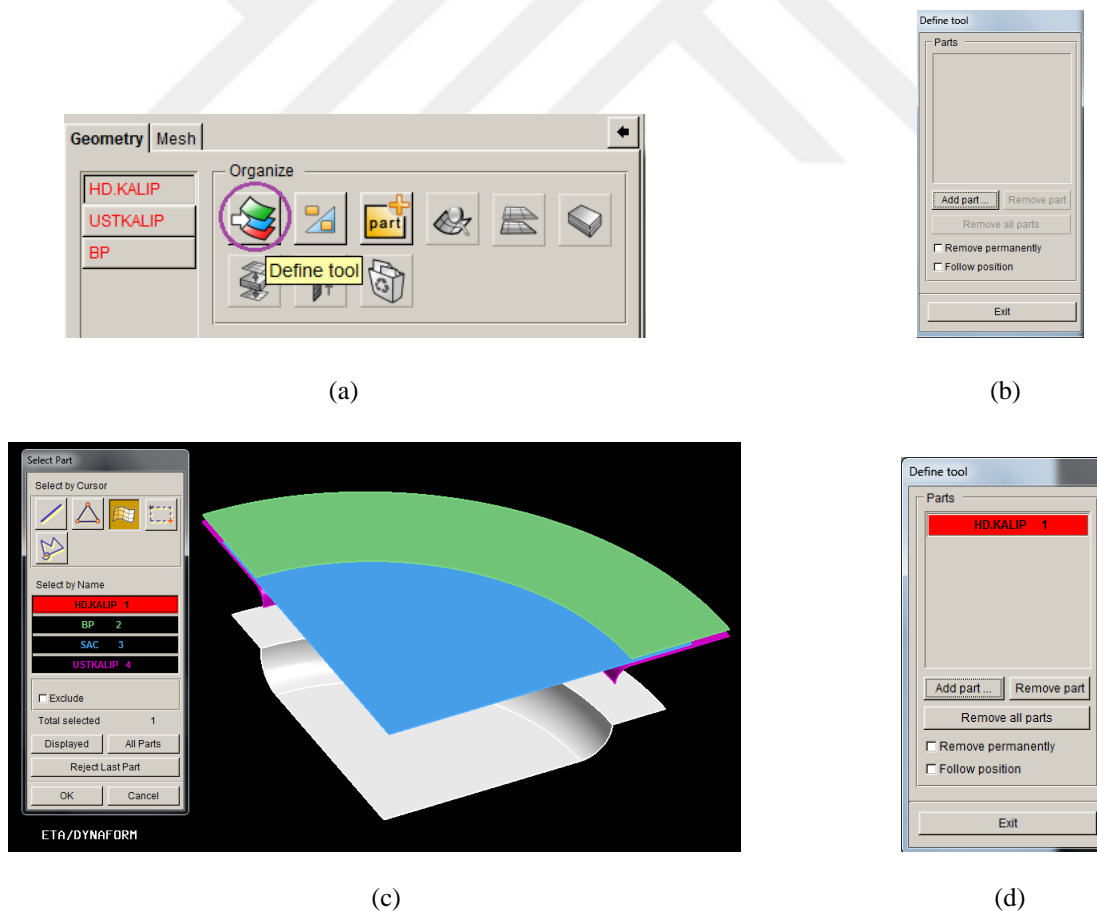 Geometry Mesh
HD.KALIP
USTKALIP
BP
Organize
part
Define tool
(a)
Define tool
Parts
Add part ... Remove part
Remove all parts
Remove permanently
Follow position
Exit
(b)
Select Part
Select by Cursor
Select by Name
HD.KALIP 1
BP 2
SAC 3
USTKALIP 4
Exclude
Total selected 1
Displayed All Parts
Reject Last Part
OK Cancel
ETA/DYNAFORM
(c)
Define tool
Parts
HD.KALIP 1
Add part ... Remove part
Remove all parts
Remove permanently
Follow position
Exit
(d)